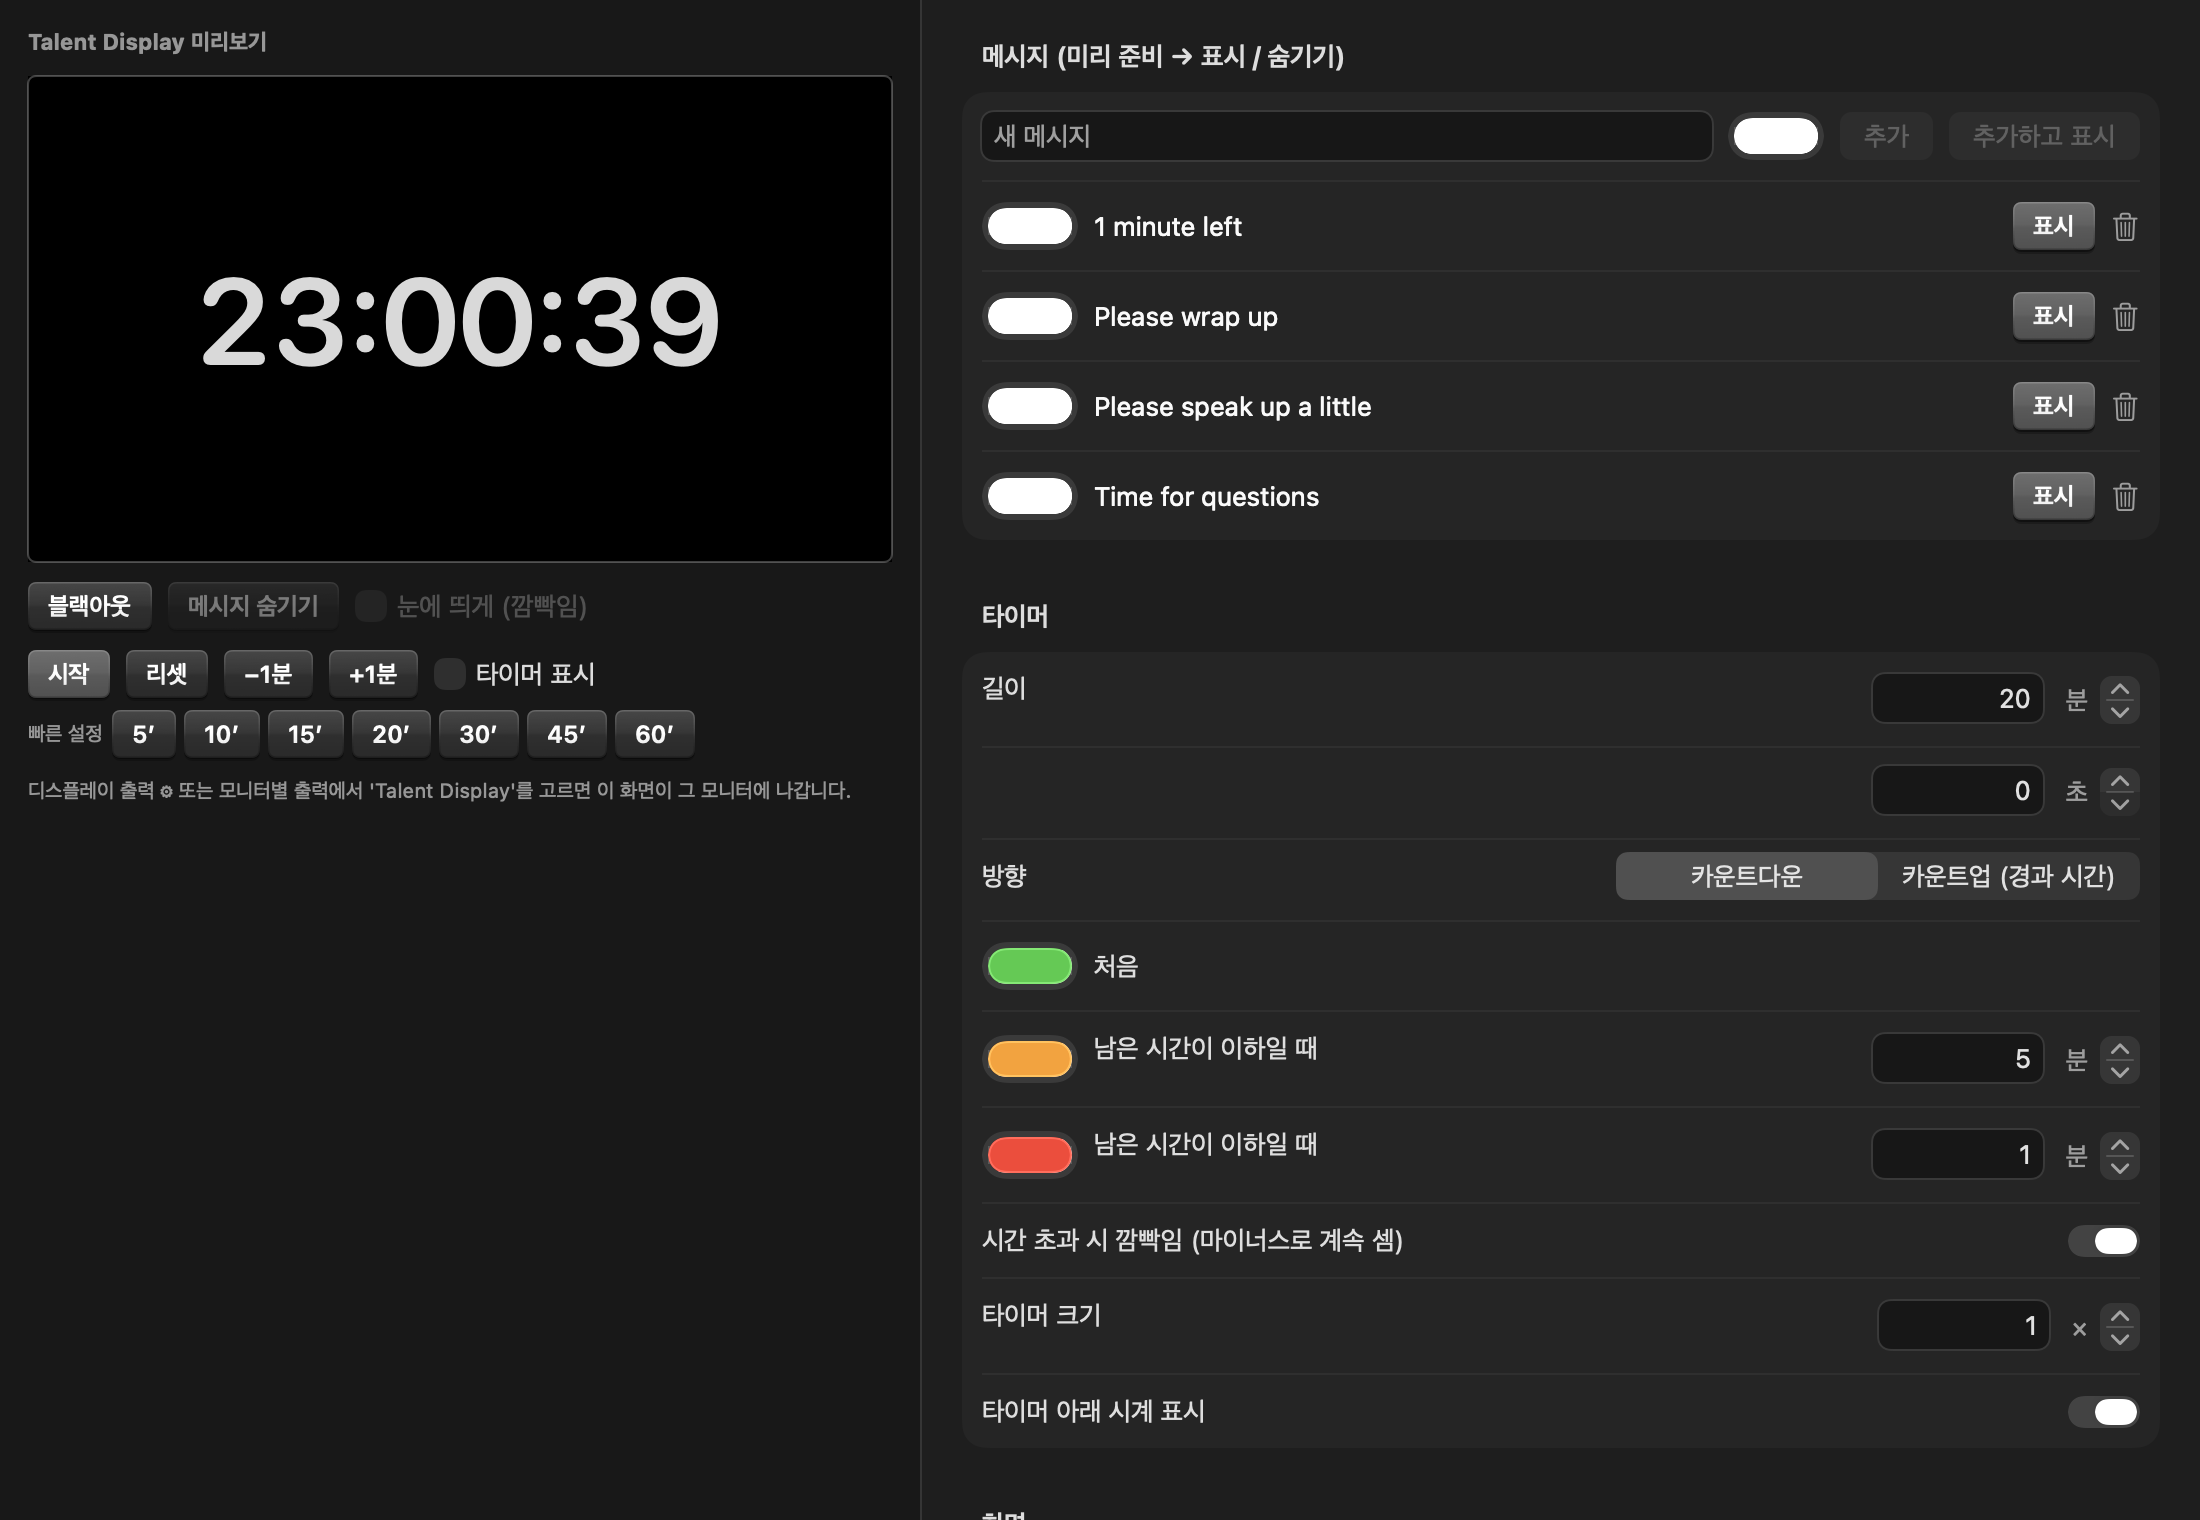 Talent Display 미리보기
23:00:39
블랙아웃 메시지 숨기기 눈에 띄게 (깜빡임)
시작 리셋 −1분 +1분 타이머 표시
빠른 설정 5′ 10′ 15′ 20′ 30′ 45′ 60′
디스플레이 출력 ⚙ 또는 모니터별 출력에서 'Talent Display'를 고르면 이 화면이 그 모니터에 나갑니다.
메시지 (미리 준비 → 표시 / 숨기기)
새 메시지 추가 추가하고 표시
1 minute left 표시
Please wrap up 표시
Please speak up a little 표시
Time for questions 표시
타이머
길이 20 분
0 초
방향 카운트다운 카운트업 (경과 시간)
처음
남은 시간이 이하일 때 5 분
남은 시간이 이하일 때 1 분
시간 초과 시 깜빡임 (마이너스로 계속 셈)
타이머 크기 1 ×
타이머 아래 시계 표시